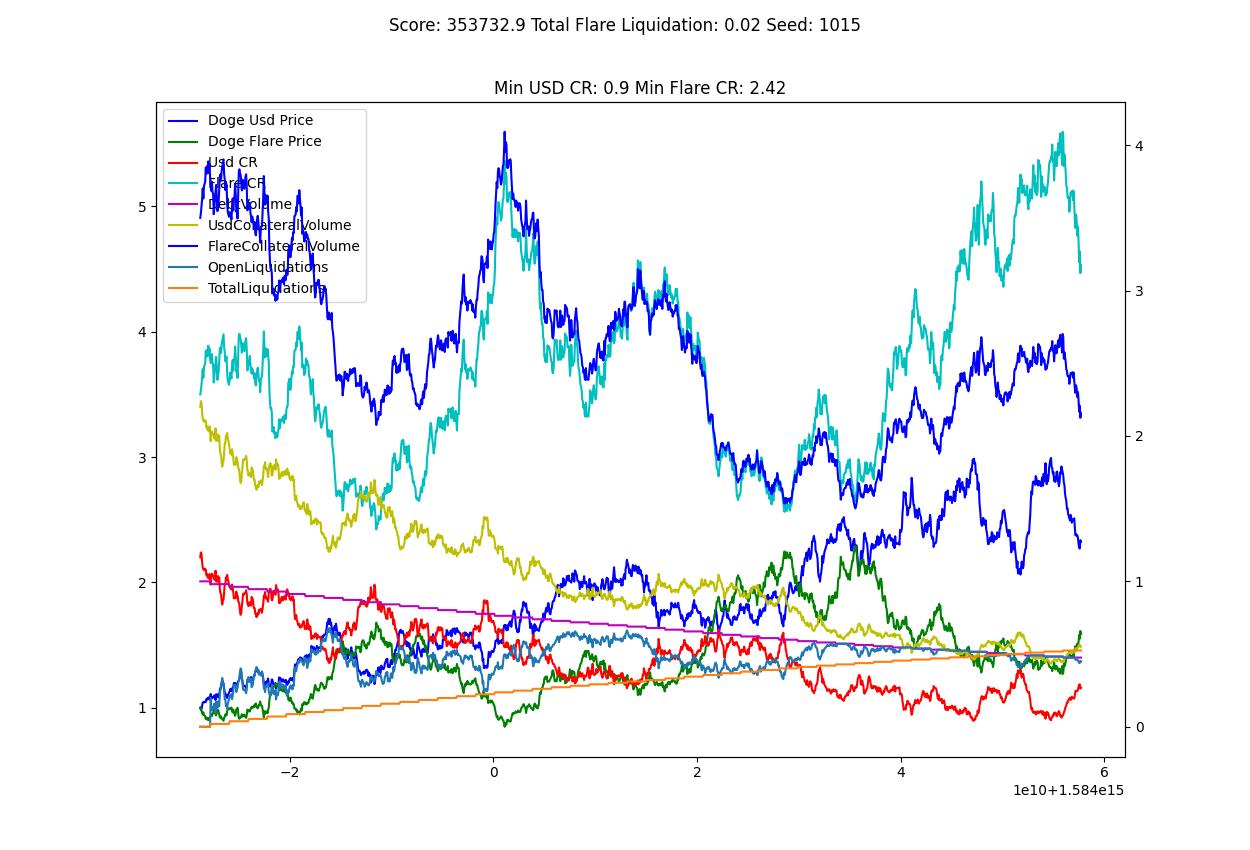 Score: 353732.9 Total Flare Liquidation: 0.02 Seed: 1015
Min USD CR: 0.9 Min Flare CR: 2.42
Doge Usd Price
Doge Flare Price
Usd CR
Flare CR
DebtVolume
UsdCollateralVolume
FlareCollateralVolume
OpenLiquidations
TotalLiquidations
5
4
3
2
1
4
3
2
1
0
−2
0
2
4
6
1e10+1.584e15